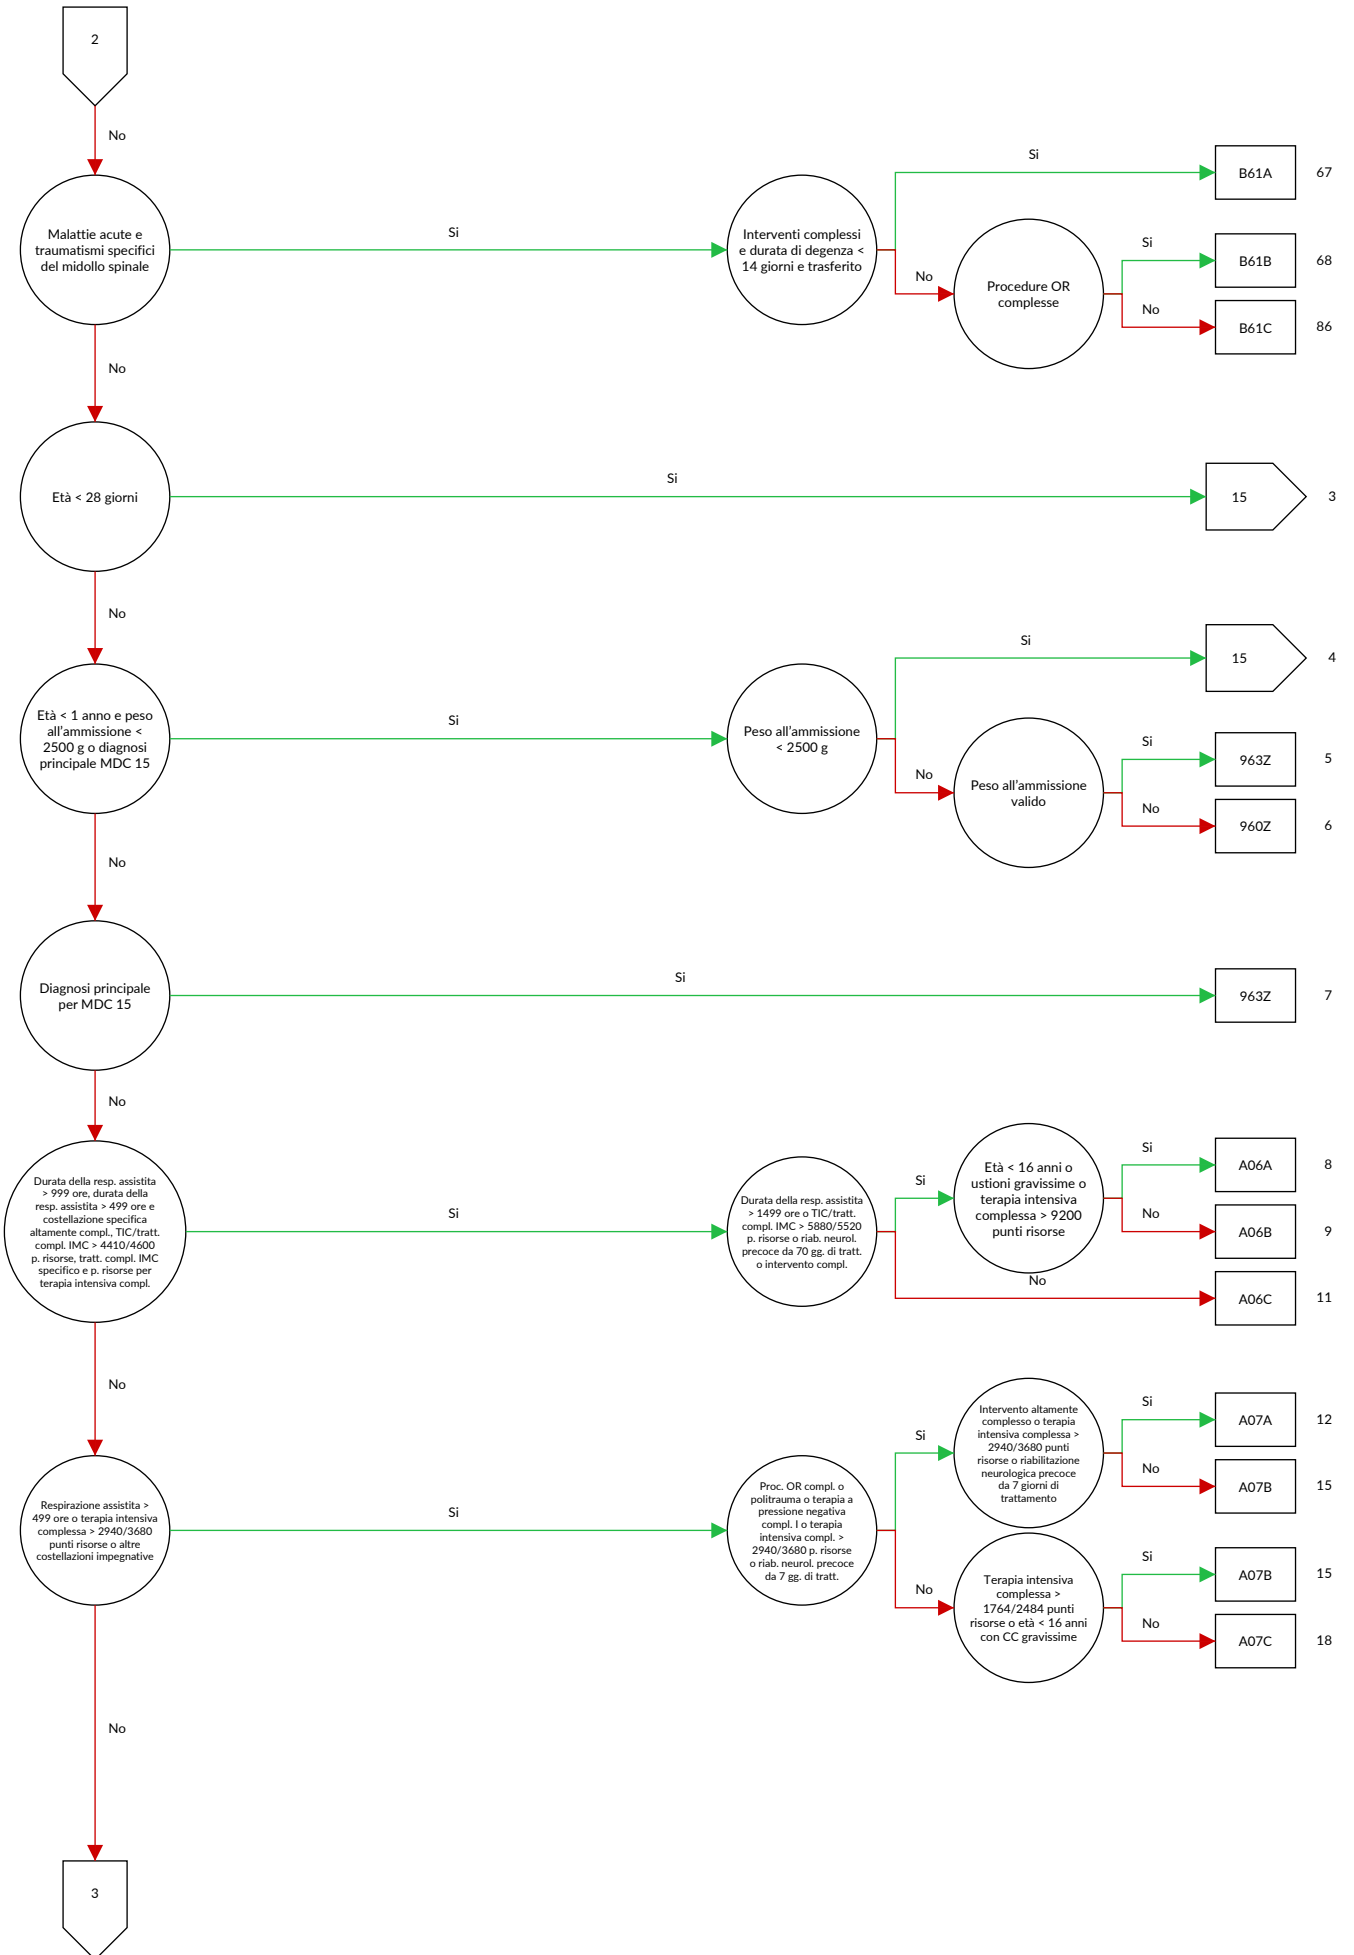 2
No
Malattie acute e
traumatismi specifici
del midollo spinale
Si
Interventi complessi
e durata di degenza <
14 giorni e trasferito
Si
B61A
67
No
Procedure OR
complesse
Si
B61B
68
No
B61C
86
No
Età < 28 giorni
Si
15
3
No
Età < 1 anno e peso
all'ammissione <
2500 g o diagnosi
principale MDC 15
Si
Peso all'ammissione
< 2500 g
Si
15
4
No
Peso all'ammissione
valido
Si
963Z
5
No
960Z
6
No
Diagnosi principale
per MDC 15
Si
963Z
7
No
Durata della resp. assistita
> 999 ore, durata della
resp. assistita > 499 ore e
costellazione specifica
altamente compl., TIC/tratt.
compl. IMC > 4410/4600
p. risorse, tratt. compl. IMC
specifico e p. risorse per
terapia intensiva compl.
Si
Durata della resp. assistita
> 1499 ore o TIC/tratt.
compl. IMC > 5880/5520
p. risorse o riab. neurol.
precoce da 70 gg. di tratt.
o intervento compl.
Si
Età < 16 anni o
ustioni gravissime o
terapia intensiva
complessa > 9200
punti risorse
Si
A06A
8
No
A06B
9
No
A06C
11
No
Respirazione assistita >
499 ore o terapia intensiva
complessa > 2940/3680
punti risorse o altre
costellazioni impegnative
Si
Proc. OR compl. o
politrauma o terapia a
pressione negativa
compl. I o terapia
intensiva compl. >
2940/3680 p. risorse
o riab. neurol. precoce
da 7 gg. di tratt.
Si
Intervento altamente
complesso o terapia
intensiva complessa >
2940/3680 punti
risorse o riabilitazione
neurologica precoce
da 7 giorni di
trattamento
Si
A07A
12
No
A07B
15
No
Terapia intensiva
complessa >
1764/2484 punti
risorse o età < 16 anni
con CC gravissime
Si
A07B
15
No
A07C
18
No
3